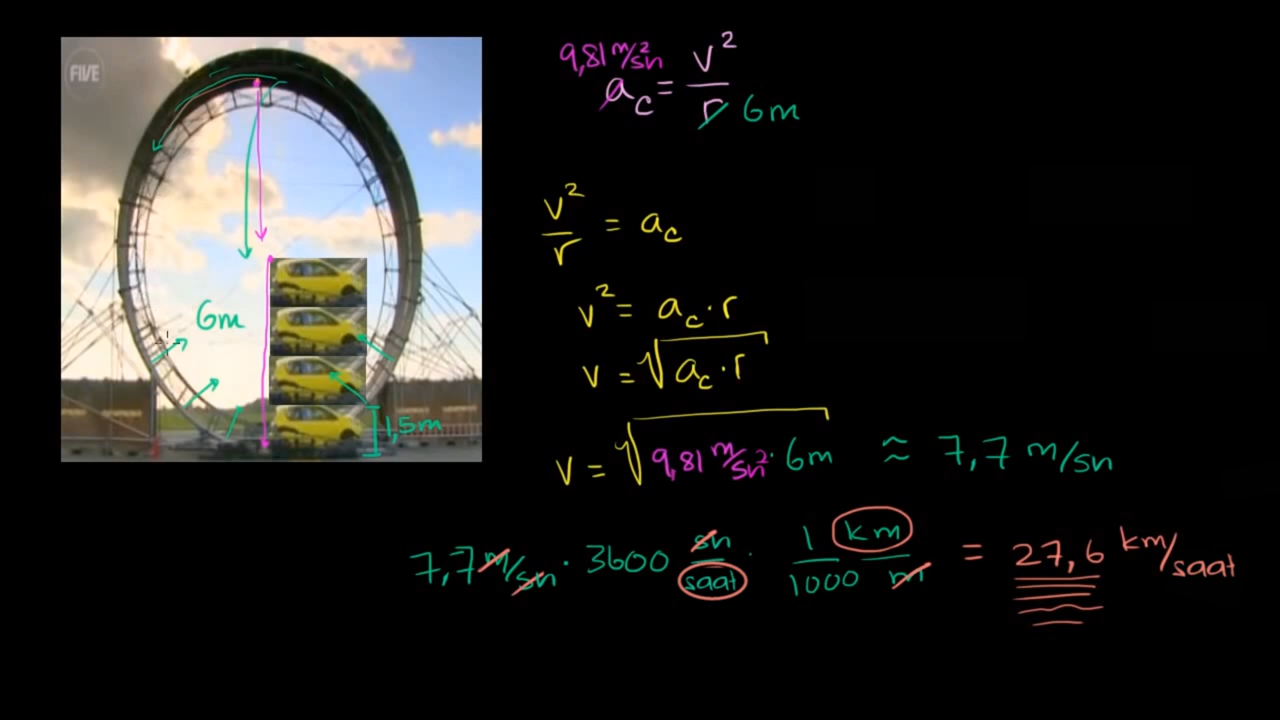 FIVE
6m
1,5m
9,81 m/sn²
a_c = v²/r 6m
v²/r = a_c
v² = a_c · r
v = √(a_c · r)
v = √(9,81 m/sn² · 6m) ≈ 7,7 m/sn
7,7 m/sn · 3600 sn/saat · 1 km/1000 m = 27,6 km/saat